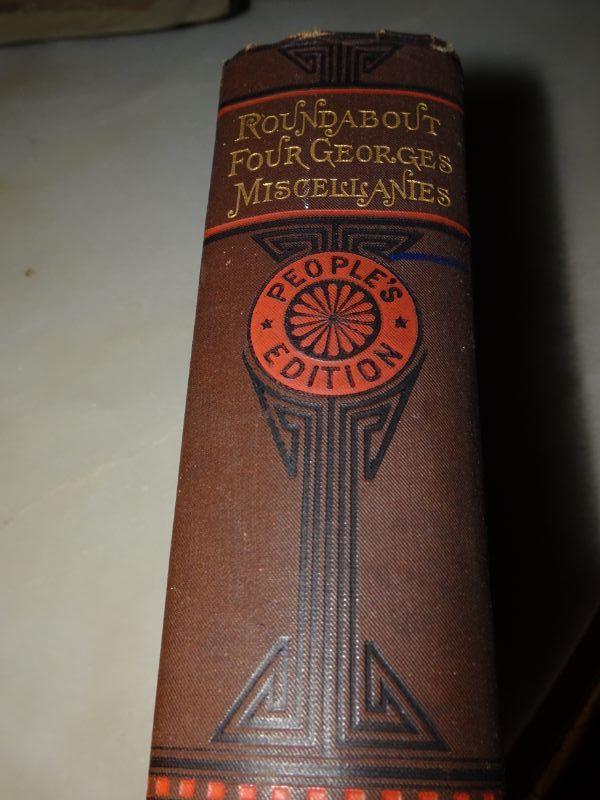 ROUNDABOUT
FOUR GEORGES
MISCELLANIES
PEOPLE'S
EDITION